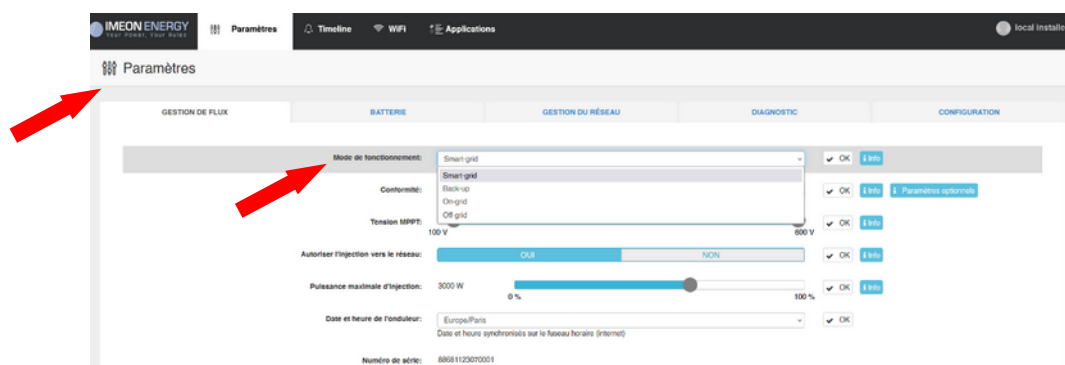 IMEON ENERGY
Your Power, Your Rules
Paramètres
Timeline
WIFI
Applications
local installe
Paramètres
GESTION DE FLUX
BATTERIE
GESTION DU RÉSEAU
DIAGNOSTIC
CONFIGURATION
Mode de fonctionnement: Smart-grid OK Info
Smart-grid
Back-up
On-grid
Off-grid
Conformité: OK Info Paramètres optionnels
Tension MPPT: 100 V 600 V OK Info
Autoriser l'injection vers le réseau: OUI NON OK Info
Puissance maximale d'injection: 3000 W 0 % 100 % OK Info
Date et heure de l'onduleur: Europe/Paris OK
Date et heure synchronisés sur le fuseau horaire (internet)
Numéro de série: 88681123070001